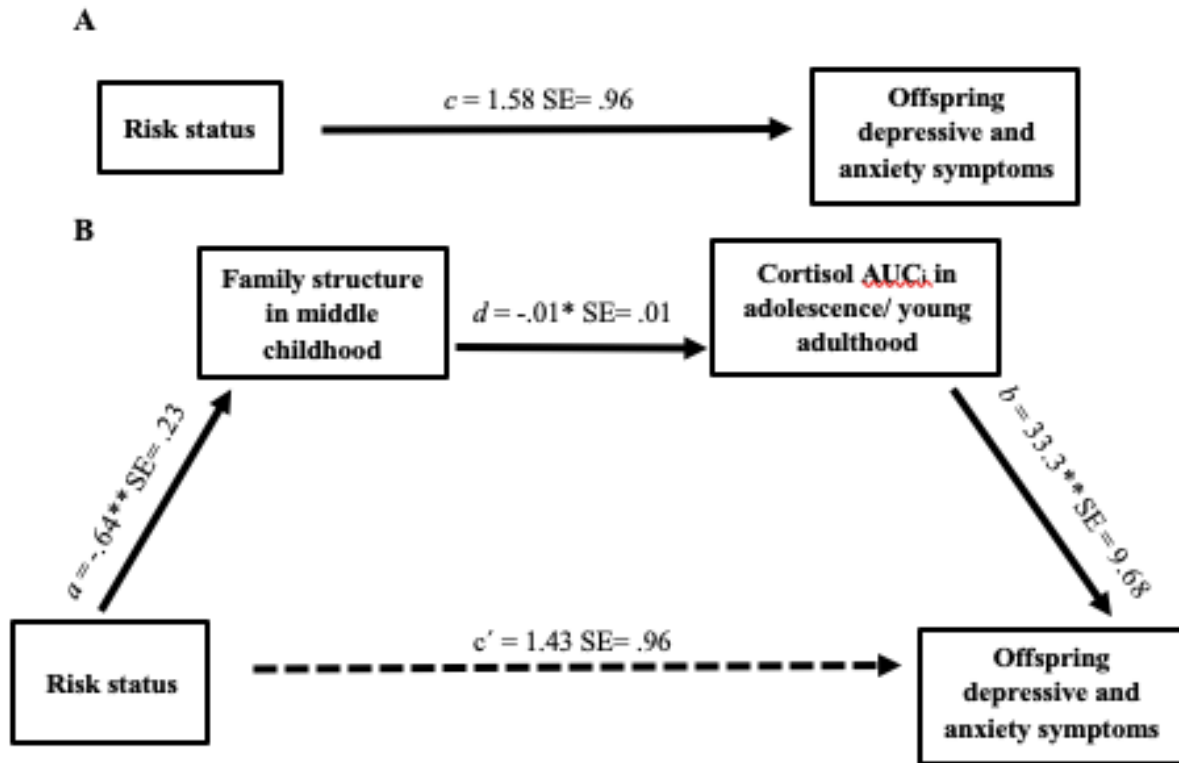 A
Risk status
c = 1.58 SE= .96
Offspring
depressive and
anxiety symptoms
B
Family structure
in middle
childhood
d = -.01* SE= .01
Cortisol AUCi in
adolescence/ young
adulthood
a = -.64** SE= .23
b = 33.3** SE = 9.68
Risk status
c´ = 1.43 SE= .96
Offspring
depressive and
anxiety symptoms